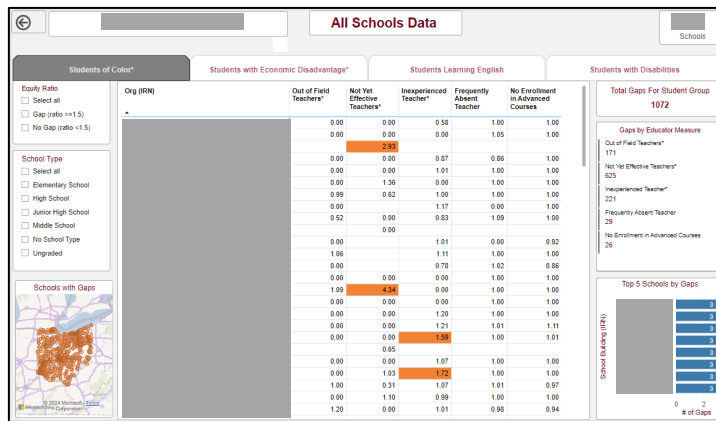 All Schools Data
Schools
Students of Color*
Students with Economic Disadvantage*
Students Learning English
Students with Disabilities
Equity Ratio
Select all
Gap (ratio >=1.5)
No Gap (ratio <1.5)
School Type
Select all
Elementary School
High School
Junior High School
Middle School
No School Type
Ungraded
Schools with Gaps
Microsoft Bing
© 2024 Microsoft Corporation Terms
Org (IRN)
Out of Field Teachers*
Not Yet Effective Teachers*
Inexperienced Teacher*
Frequently Absent Teacher
No Enrollment in Advanced Courses
0.00 0.00 0.58 1.00 1.00
0.00 0.00 0.00 1.05 1.00
2.93
0.00 0.00 0.87 0.86 1.00
0.00 0.00 1.01 1.00 1.00
0.00 1.36 0.00 1.00 1.00
0.99 0.62 1.00 1.00 1.00
0.00 1.17 0.00 1.00
0.52 0.00 0.83 1.09 1.00
0.00
0.00 1.01 0.00 0.92
1.06 1.11 1.00 1.00
0.00 0.78 1.02 0.86
0.00 0.00 0.00 1.00 1.00
1.09 4.34 0.00 1.00 1.00
0.00 0.00 0.00 1.00 1.00
0.00 0.00 1.20 1.00 1.00
0.00 0.00 1.21 1.01 1.11
0.00 0.00 1.59 1.00 1.01
0.65
0.00 0.00 1.07 1.00 1.00
0.00 1.03 1.72 1.00 1.00
1.00 0.31 1.07 1.01 0.97
0.00 1.10 0.99 1.00 1.00
1.20 0.00 1.01 0.98 0.94
Total Gaps For Student Group
1072
Gaps by Educator Measure
Out of Field Teachers*
171
Not Yet Effective Teachers*
625
Inexperienced Teacher*
221
Frequently Absent Teacher
29
No Enrollment in Advanced Courses
26
Top 5 Schools by Gaps
School Building (IRN)
3
3
3
3
3
3
3
3
0 2
# of Gaps